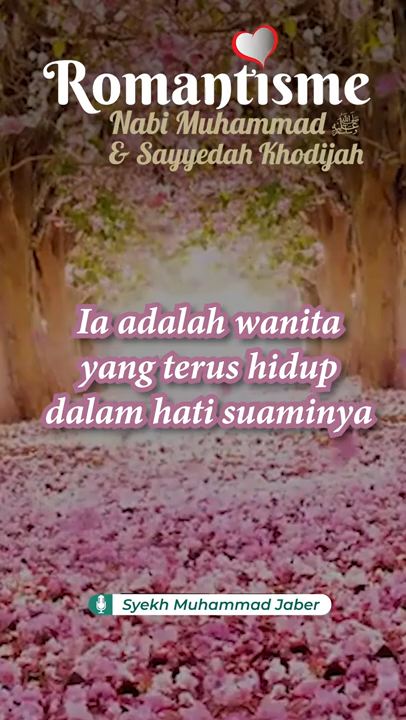 Romantisme
Nabi Muhammad ﷺ
& Sayyedah Khodijah
Ia adalah wanita
yang terus hidup
dalam hati suaminya
Syekh Muhammad Jaber